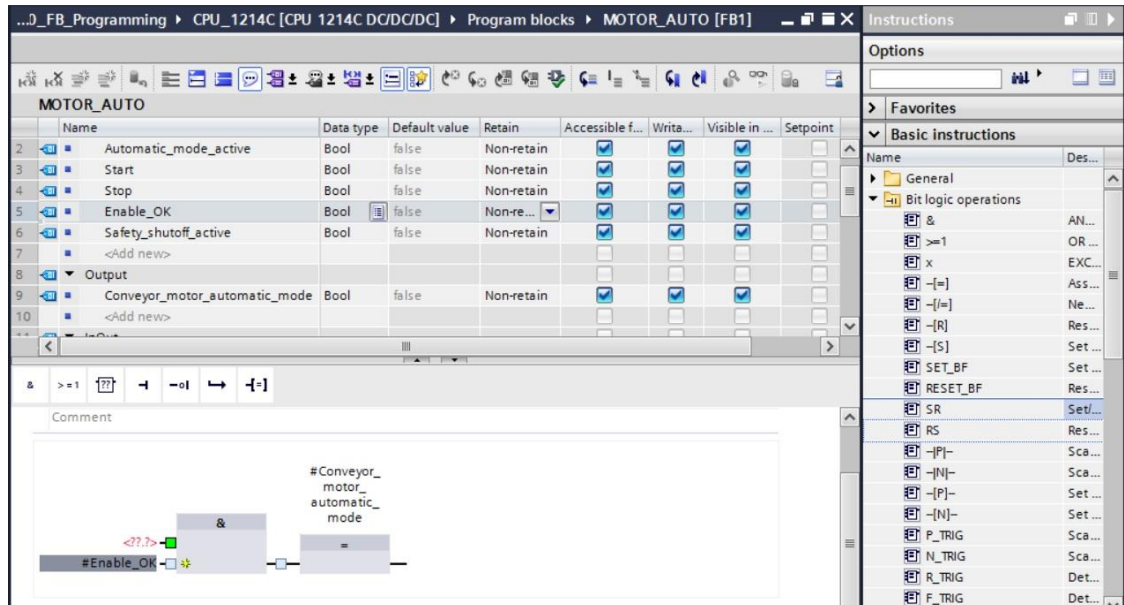 ...0_FB_Programming ▸ CPU_1214C [CPU 1214C DC/DC/DC] ▸ Program blocks ▸ MOTOR_AUTO [FB1]
Instructions
Options
MOTOR_AUTO
Name Data type Default value Retain Accessible f... Writa... Visible in ... Setpoint
2 Automatic_mode_active Bool false Non-retain
3 Start Bool false Non-retain
4 Stop Bool false Non-retain
5 Enable_OK Bool false Non-re...
6 Safety_shutoff_active Bool false Non-retain
7 <Add new>
8 Output
9 Conveyor_motor_automatic_mode Bool false Non-retain
10 <Add new>
& >=1 ?? ⊣ -o| ↦ -[=]
Comment
#Conveyor_
motor_
automatic_
mode
&
<??.?>
=
#Enable_OK
Favorites
Basic instructions
Name Des...
General
Bit logic operations
& AN...
>=1 OR ...
x EXC...
-[=] Ass...
-[/=] Ne...
-[R] Res...
-[S] Set ...
SET_BF Set ...
RESET_BF Res...
SR Set/...
RS Res...
-|P|- Sca...
-|N|- Sca...
-[P]- Set ...
-[N]- Set ...
P_TRIG Sca...
N_TRIG Sca...
R_TRIG Det...
F_TRIG Det...